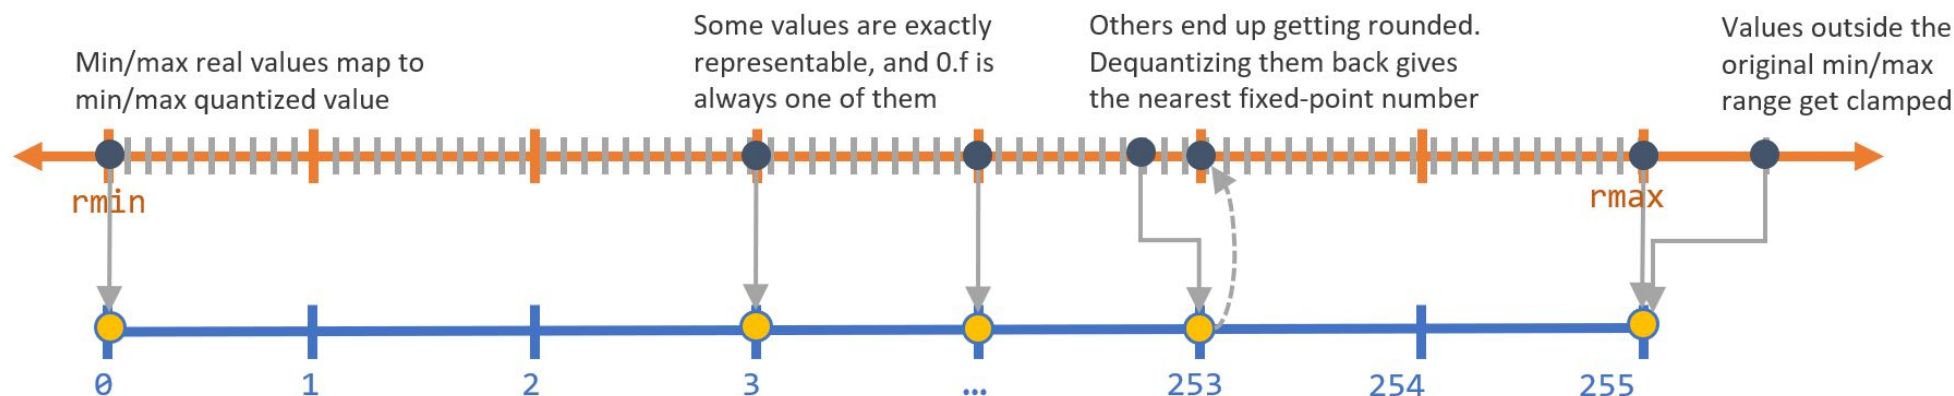 Min/max real values map to
min/max quantized value
Some values are exactly
representable, and 0.f is
always one of them
Others end up getting rounded.
Dequantizing them back gives
the nearest fixed-point number
Values outside the
original min/max
range get clamped
rmin
rmax
0
1
2
3
...
253
254
255